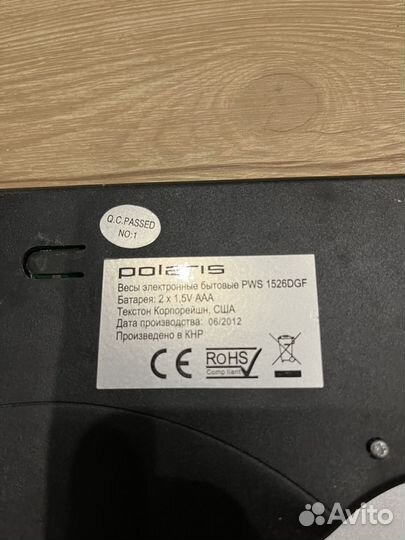 Q.C.PASSED
NO:1
polaris
Весы электронные бытовые PWS 1526DGF
Батарея: 2 x 1,5V AAA
Текстон Корпорейшн, США
Дата производства: 06/2012
Произведено в КНР
CE
RoHS
Compliant
Avito